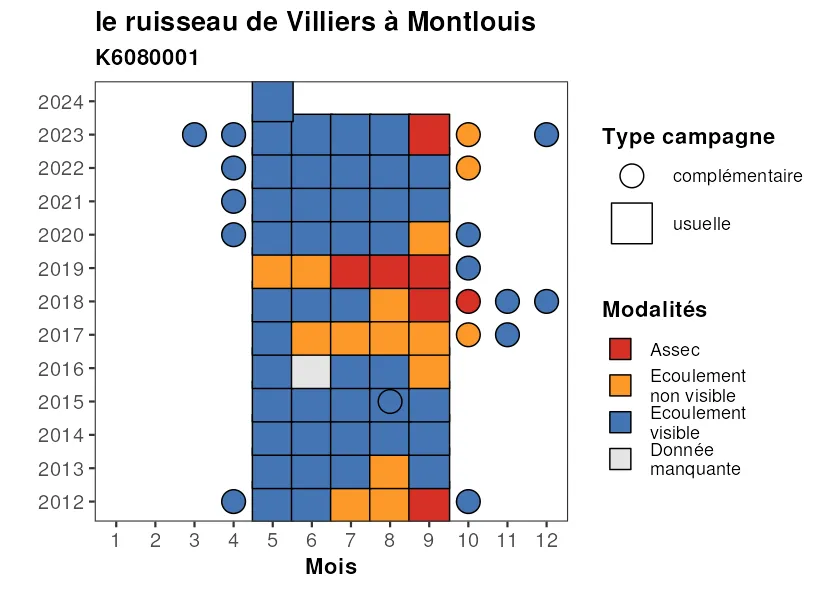 le ruisseau de Villiers à Montlouis
K6080001
2024
2023
2022
2021
2020
2019
2018
2017
2016
2015
2014
2013
2012
1 2 3 4 5 6 7 8 9 10 11 12
Mois
Type campagne
complémentaire
usuelle
Modalités
Assec
Ecoulement
non visible
Ecoulement
visible
Donnée
manquante